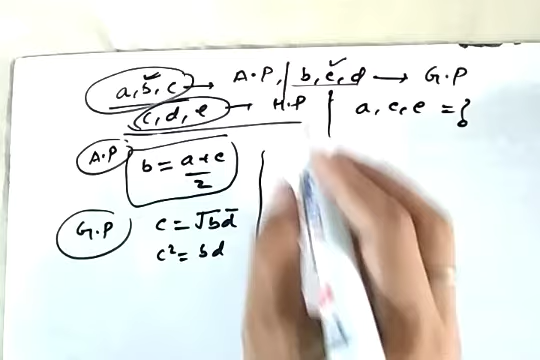 a, b, c → A.P, | b, c, d → G.P
c, d, e → H.P | a, c, e = ?
A.P b = a+c/2
G.P c = √bd
c² = bd